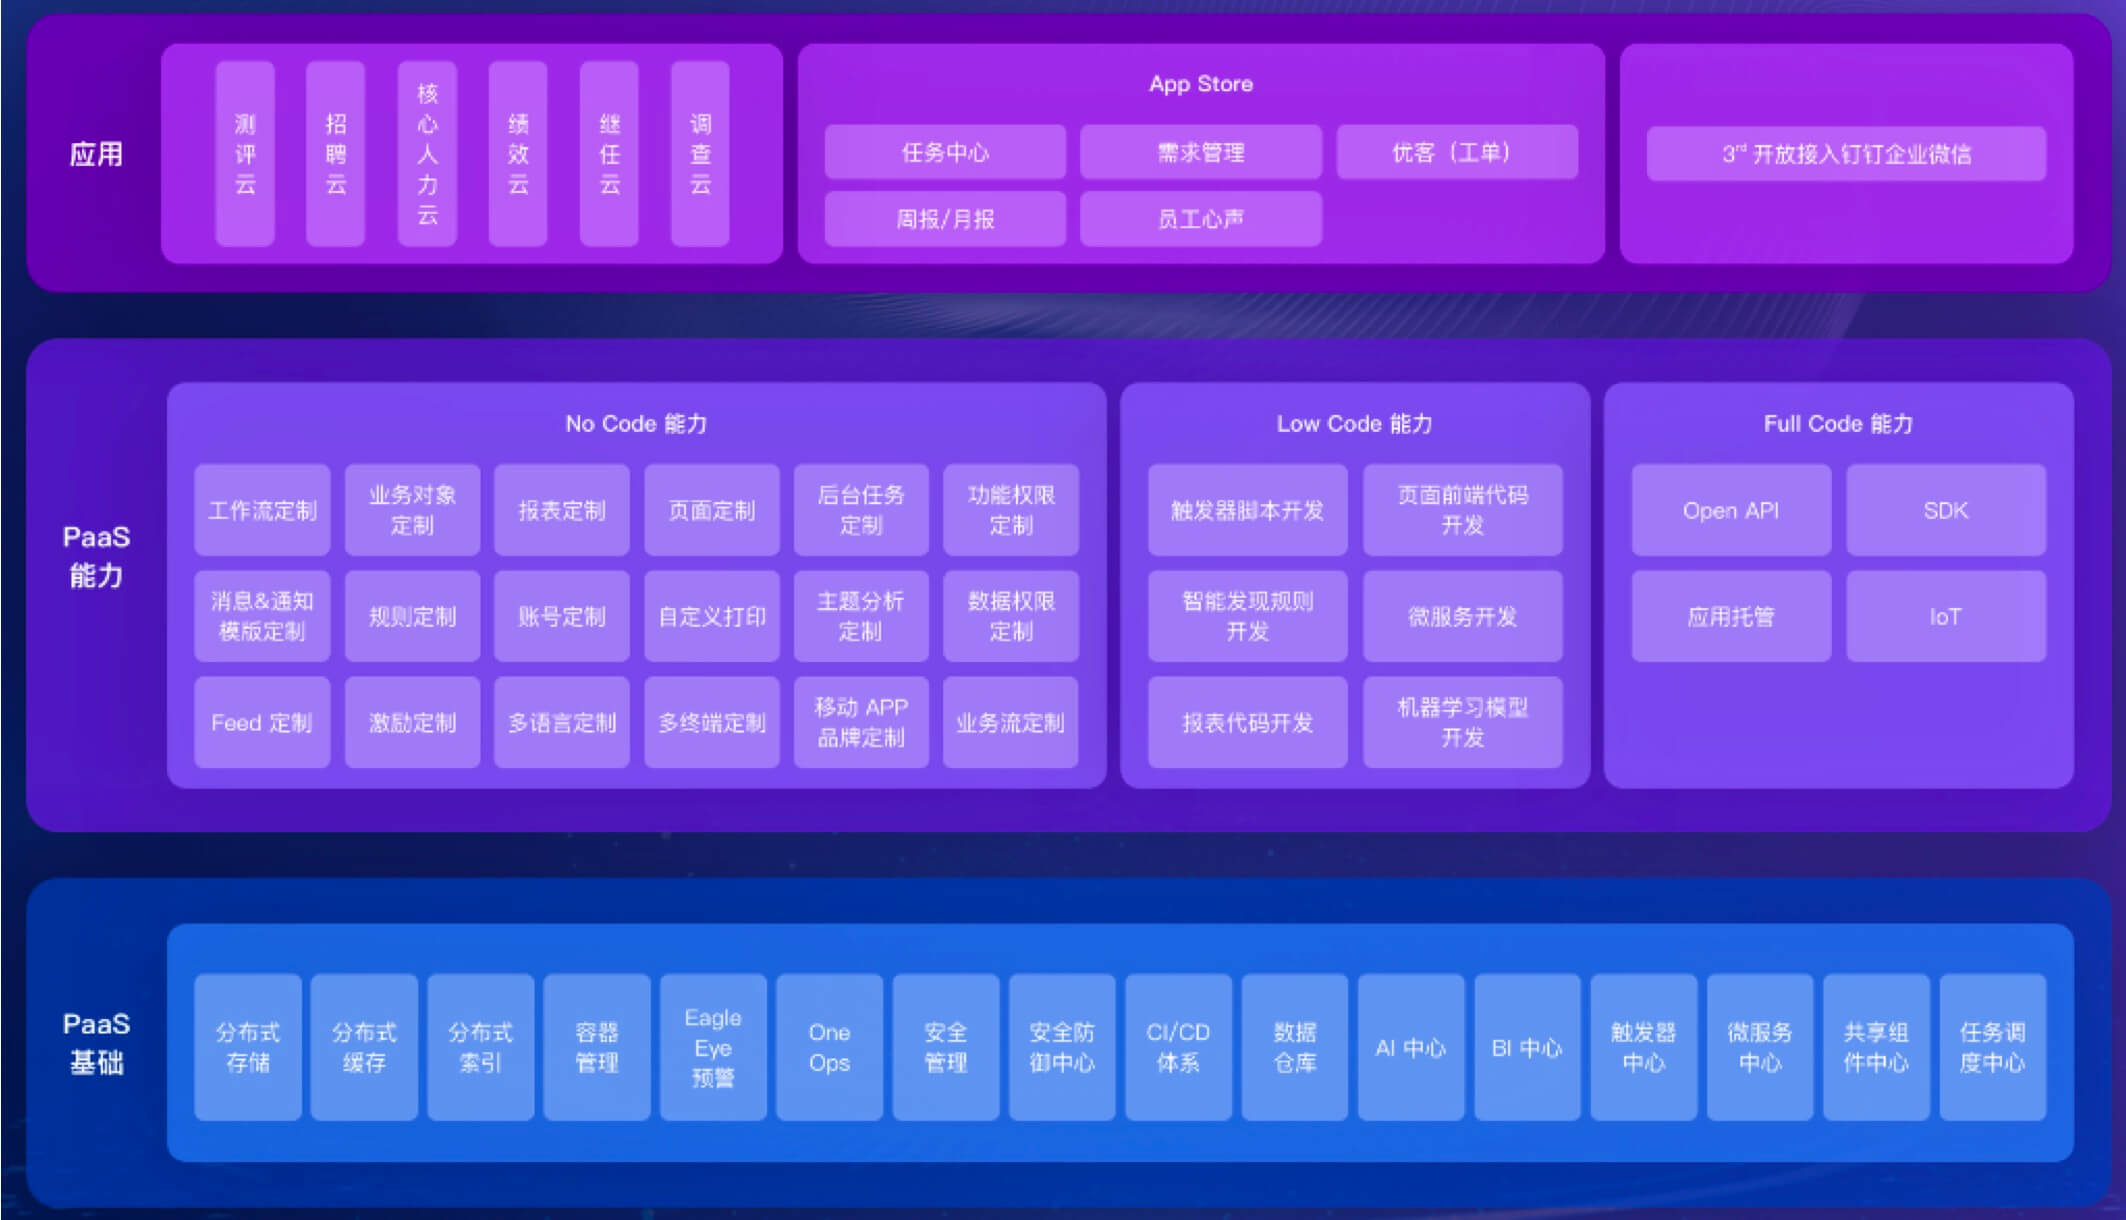 应用
测评云
招聘云
核心人力云
绩效云
继任云
调查云
App Store
任务中心
需求管理
优客（工单）
周报/月报
员工心声
3rd 开放接入钉钉企业微信
PaaS
能力
No Code 能力
工作流定制
业务对象
定制
报表定制
页面定制
后台任务
定制
功能权限
定制
消息&通知
模版定制
规则定制
账号定制
自定义打印
主题分析
定制
数据权限
定制
Feed 定制
激励定制
多语言定制
多终端定制
移动 APP
品牌定制
业务流定制
Low Code 能力
触发器脚本开发
页面前端代码
开发
智能发现规则
开发
微服务开发
报表代码开发
机器学习模型
开发
Full Code 能力
Open API
SDK
应用托管
IoT
PaaS
基础
分布式
存储
分布式
缓存
分布式
索引
容器
管理
Eagle
Eye
预警
One
Ops
安全
管理
安全防
御中心
CI/CD
体系
数据
仓库
AI 中心
BI 中心
触发器
中心
微服务
中心
共享组
件中心
任务调
度中心